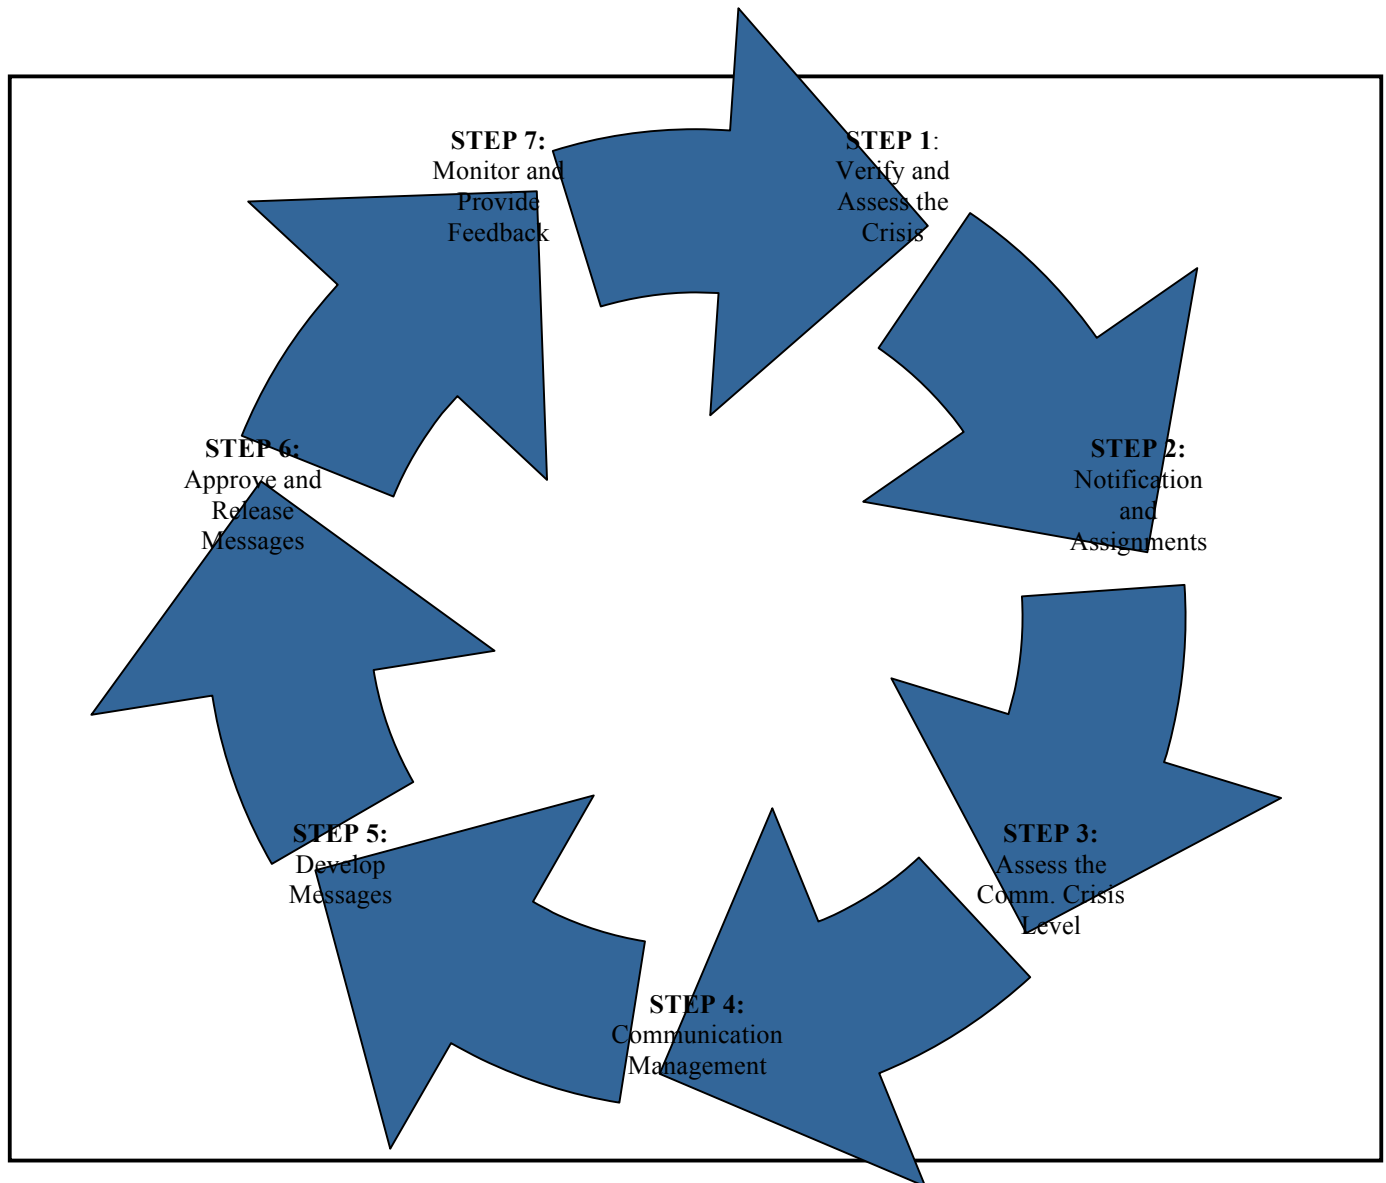 STEP 1:
Verify and
Assess the
Crisis
STEP 2:
Notification
and
Assignments
STEP 3:
Assess the
Comm. Crisis
Level
STEP 4:
Communication
Management
STEP 5:
Develop
Messages
STEP 6:
Approve and
Release
Messages
STEP 7:
Monitor and
Provide
Feedback